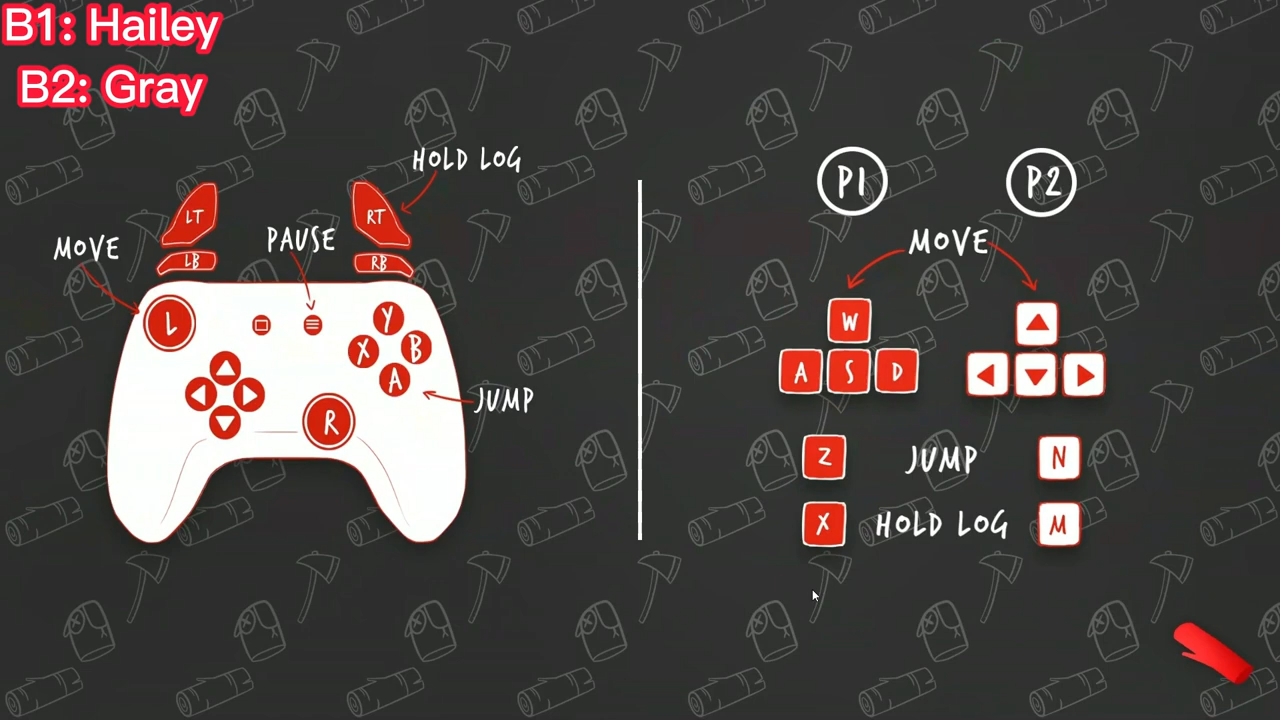 B1: Hailey
B2: Gray
HOLD LOG
LT
RT
PAUSE
MOVE
LB
RB
L
Y
X
B
A
JUMP
R
P1
P2
MOVE
W
A
S
D
Z
JUMP
N
X
HOLD LOG
M